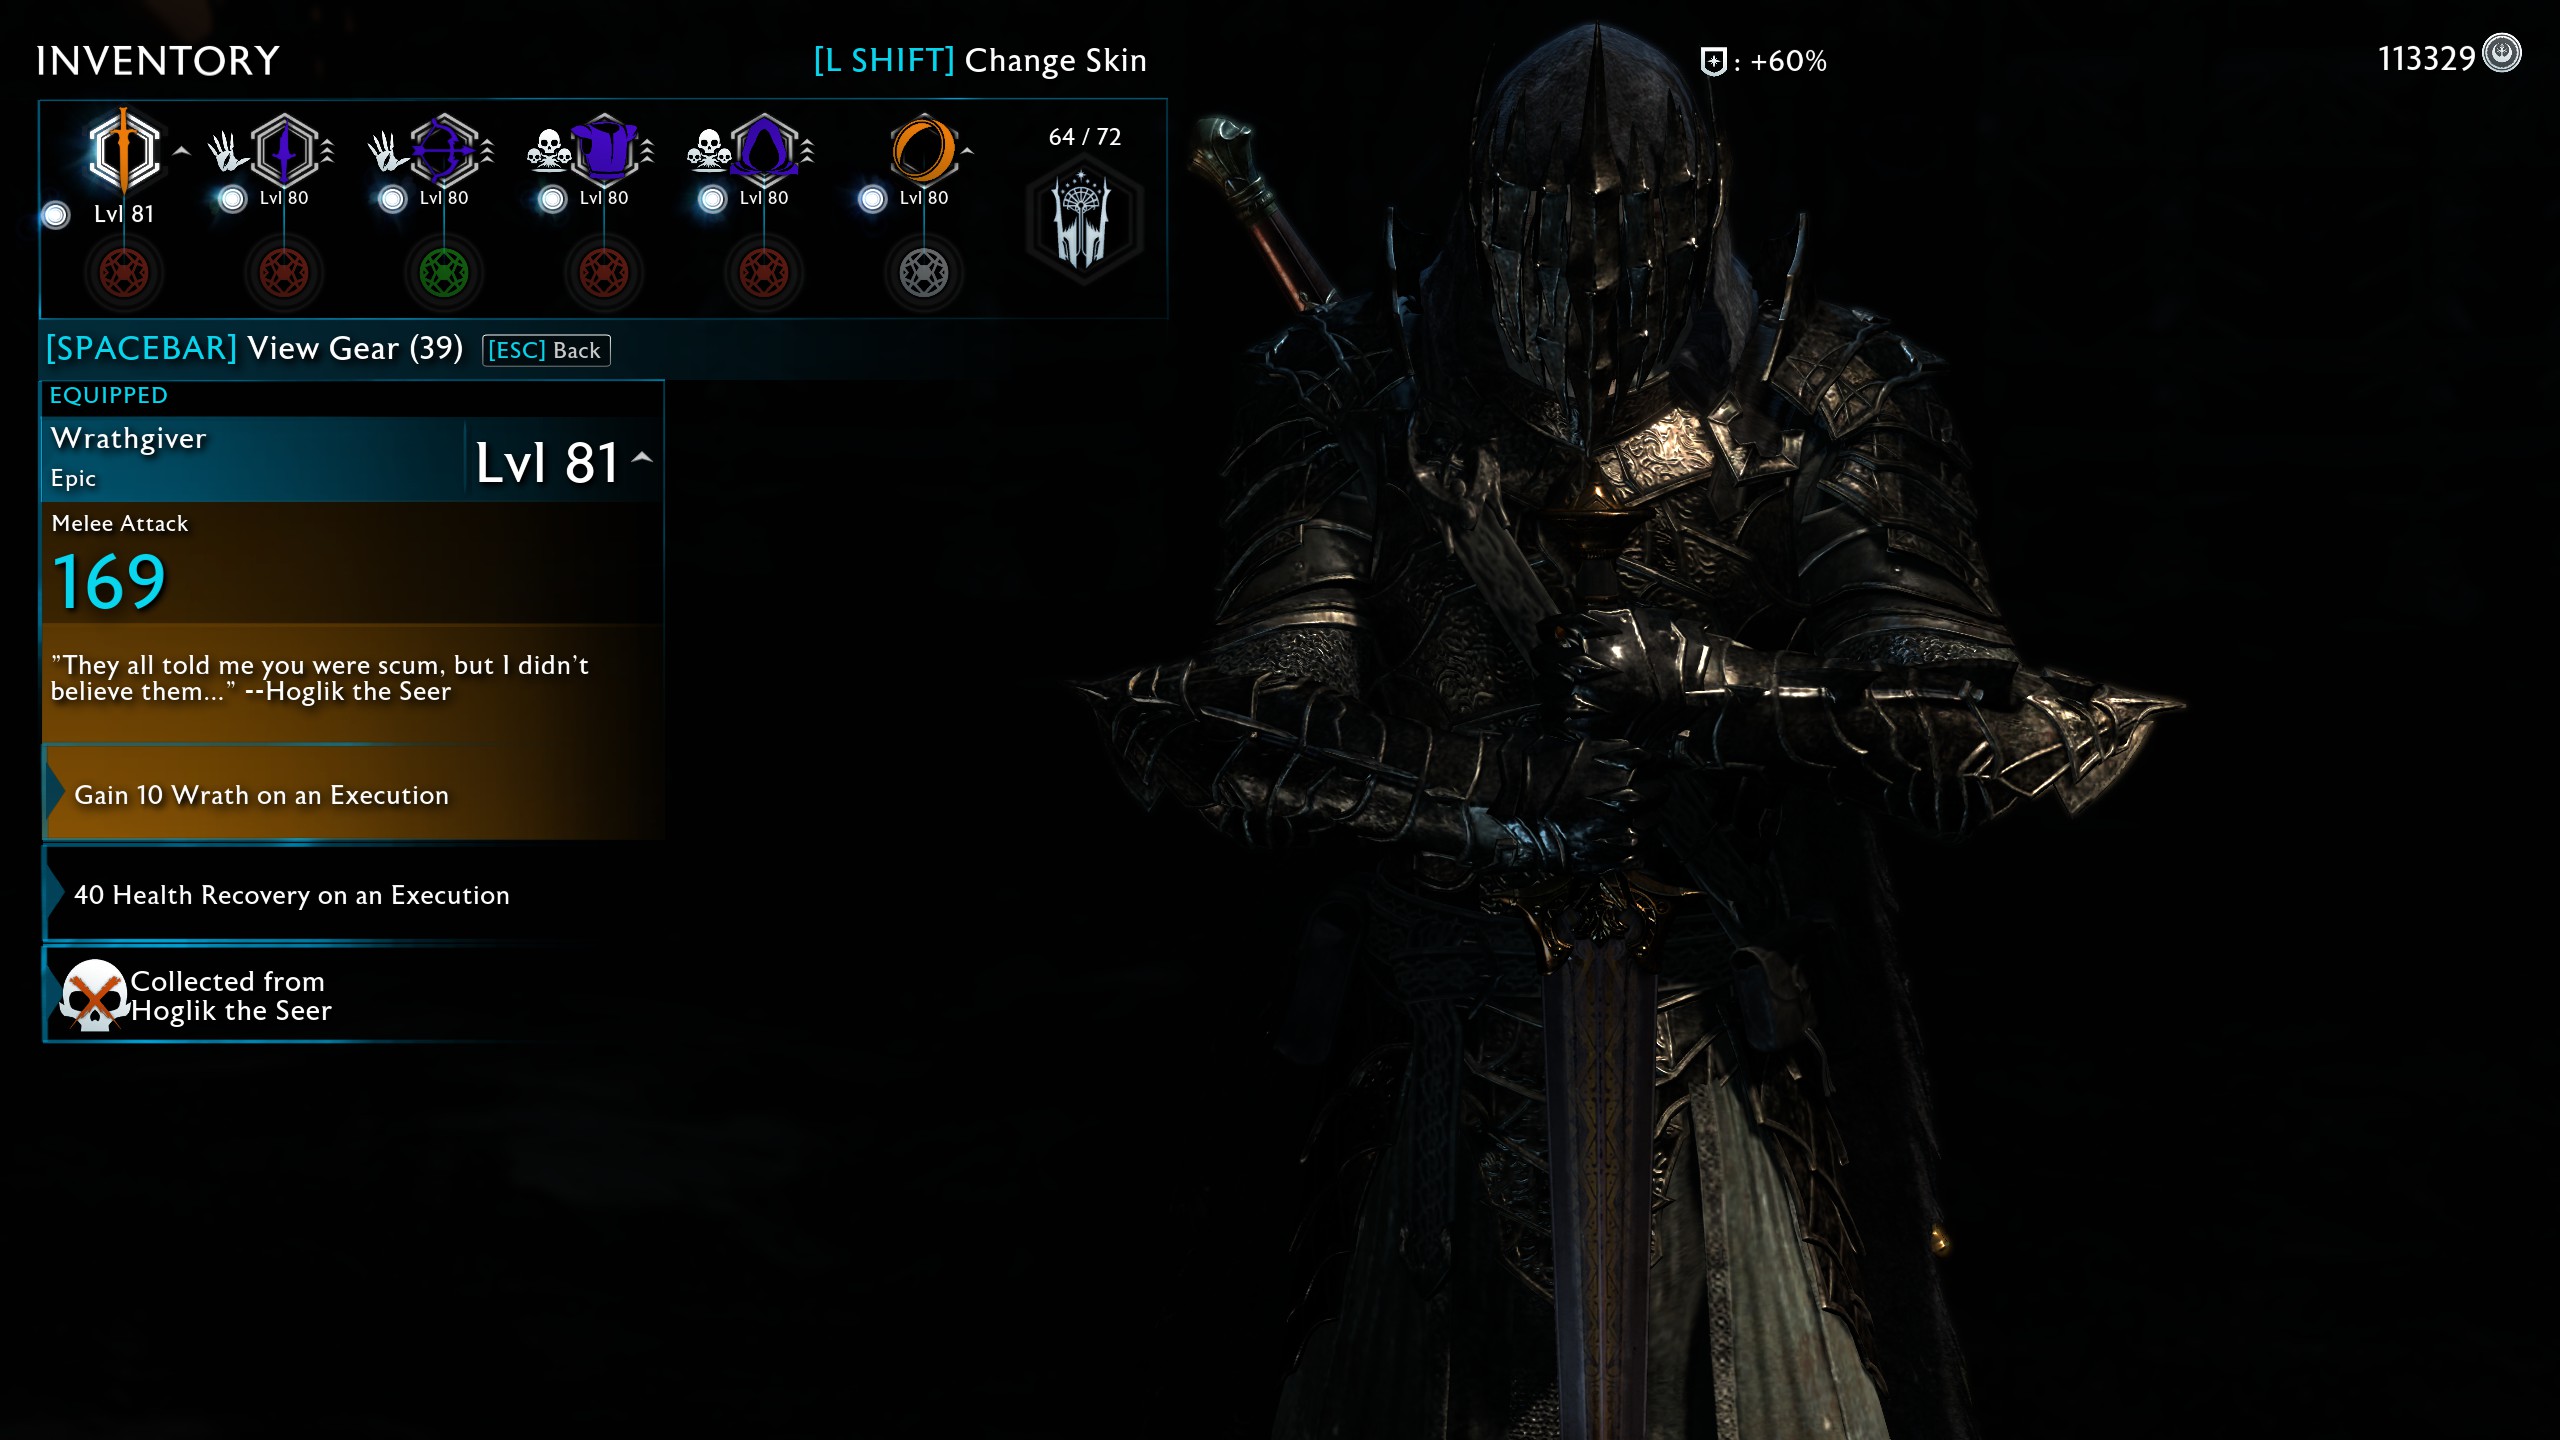 INVENTORY
[L SHIFT] Change Skin
: +60%
113329
Lvl 81
Lvl 80
Lvl 80
Lvl 80
Lvl 80
Lvl 80
64 / 72
[SPACEBAR] View Gear (39) [ESC] Back
EQUIPPED
Wrathgiver
Epic
Lvl 81
Melee Attack
169
"They all told me you were scum, but I didn't
believe them..." --Hoglik the Seer
Gain 10 Wrath on an Execution
40 Health Recovery on an Execution
Collected from
Hoglik the Seer